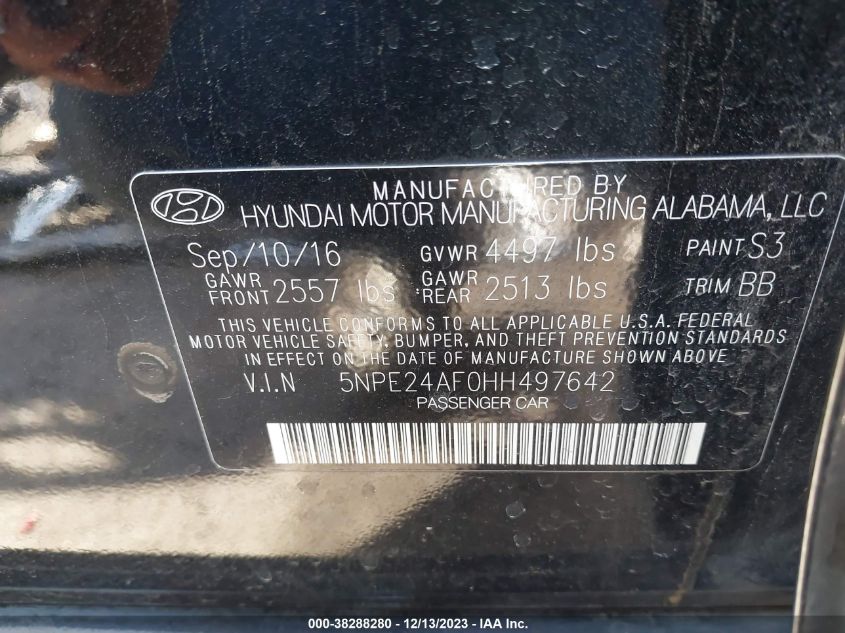 MANUFACTURED BY
HYUNDAI MOTOR MANUFACTURING ALABAMA, LLC
Sep/10/16 GVWR 4497 lbs PAINT S3
GAWR FRONT 2557 lbs GAWR REAR 2513 lbs TRIM BB
THIS VEHICLE CONFORMS TO ALL APPLICABLE U.S.A. FEDERAL
MOTOR VEHICLE SAFETY, BUMPER, AND THEFT PREVENTION STANDARDS
IN EFFECT ON THE DATE OF MANUFACTURE SHOWN ABOVE
V.I.N 5NPE24AF0HH497642
PASSENGER CAR
000-38288280 - 12/13/2023 - IAA Inc.